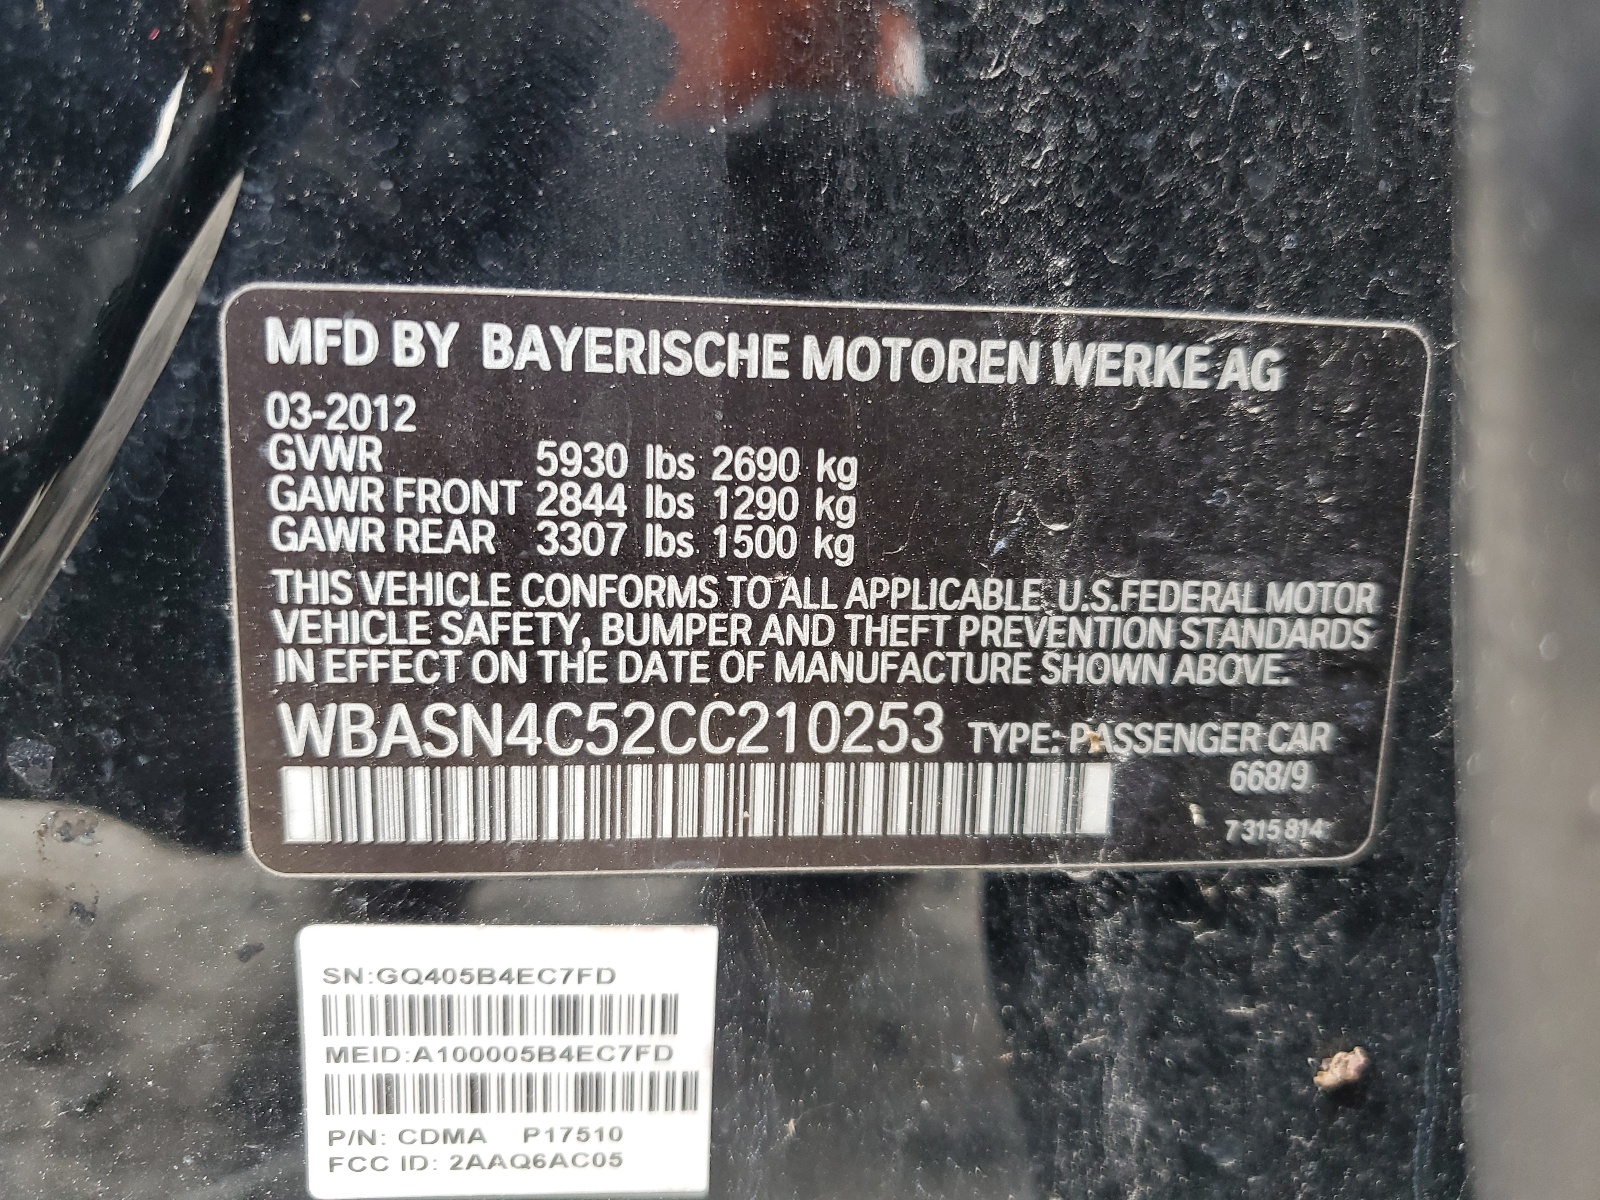 MFD BY BAYERISCHE MOTOREN WERKE AG
03-2012
GVWR 5930 lbs 2690 kg
GAWR FRONT 2844 lbs 1290 kg
GAWR REAR 3307 lbs 1500 kg
THIS VEHICLE CONFORMS TO ALL APPLICABLE U.S.FEDERAL MOTOR
VEHICLE SAFETY, BUMPER AND THEFT PREVENTION STANDARDS
IN EFFECT ON THE DATE OF MANUFACTURE SHOWN ABOVE.
WBASN4C52CC210253 TYPE: PASSENGER CAR
668/9
7 315 814
SN:GQ405B4EC7FD
MEID:A100005B4EC7FD
P/N: CDMA P17510
FCC ID: 2AAQ6AC05